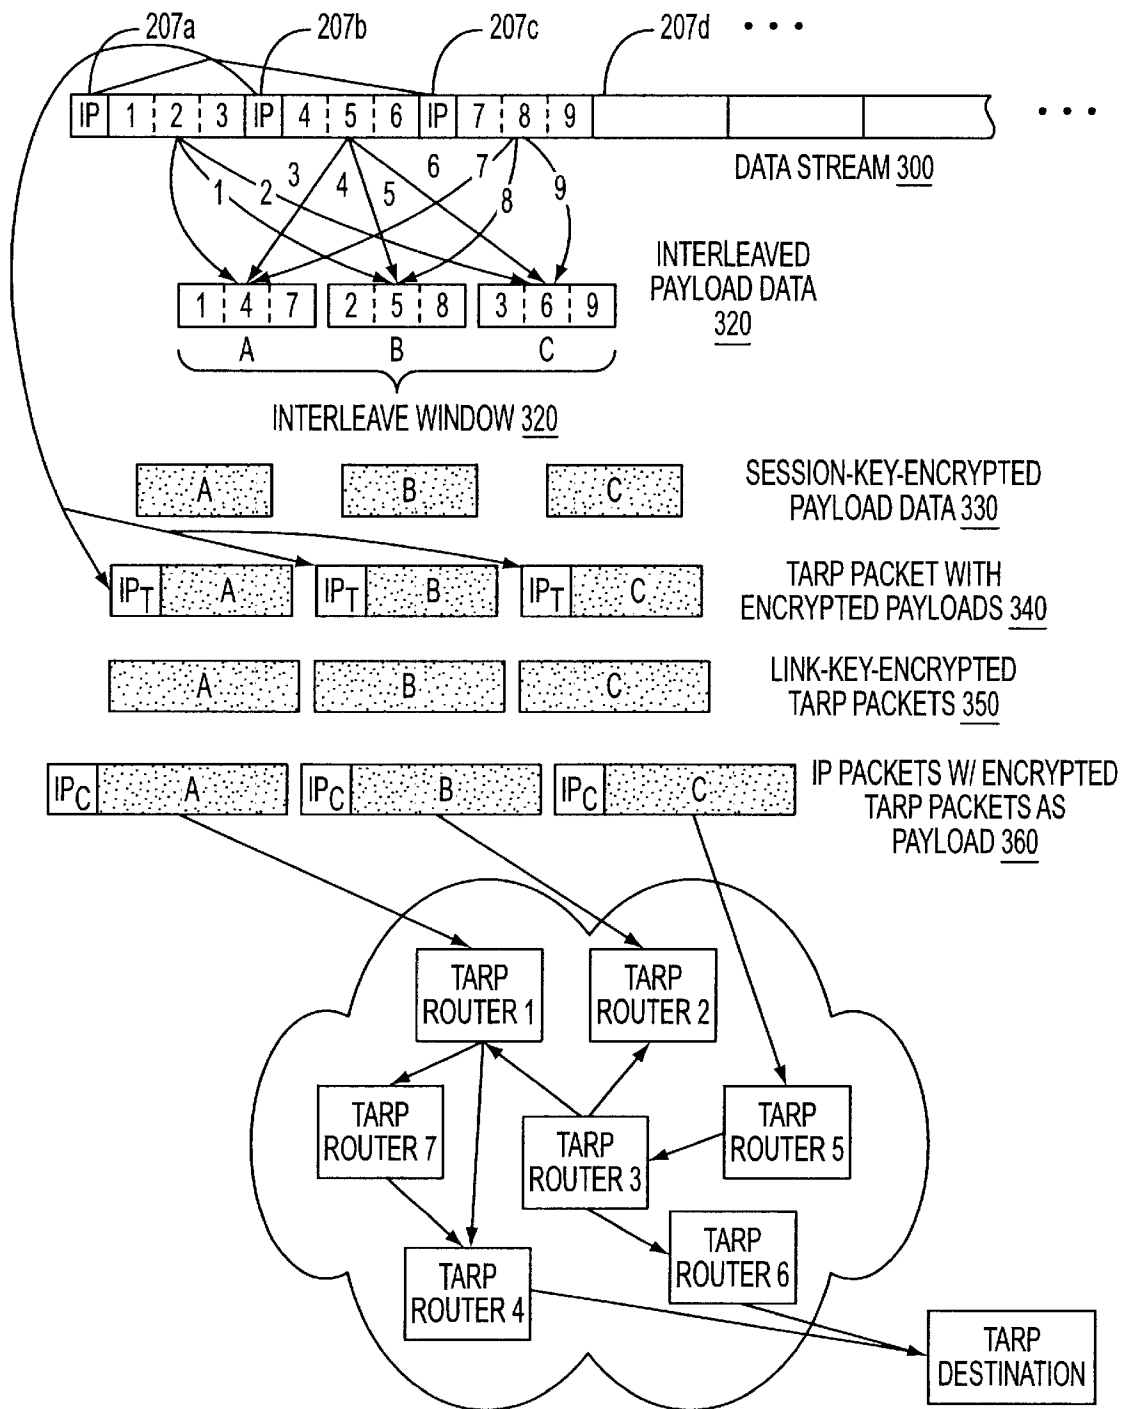 207a 207b 207c 207d • • •
IP 1 2 3 IP 4 5 6 IP 7 8 9 • • •
DATA STREAM 300
1 2 3 4 5 6 7 8 9
INTERLEAVED
PAYLOAD DATA
320
1 4 7 2 5 8 3 6 9
A B C
INTERLEAVE WINDOW 320
A B C
SESSION-KEY-ENCRYPTED
PAYLOAD DATA 330
IPT A IPT B IPT C
TARP PACKET WITH
ENCRYPTED PAYLOADS 340
A B C
LINK-KEY-ENCRYPTED
TARP PACKETS 350
IPC A IPC B IPC C
IP PACKETS W/ ENCRYPTED
TARP PACKETS AS
PAYLOAD 360
TARP
ROUTER 1
TARP
ROUTER 2
TARP
ROUTER 7
TARP
ROUTER 3
TARP
ROUTER 5
TARP
ROUTER 4
TARP
ROUTER 6
TARP
DESTINATION